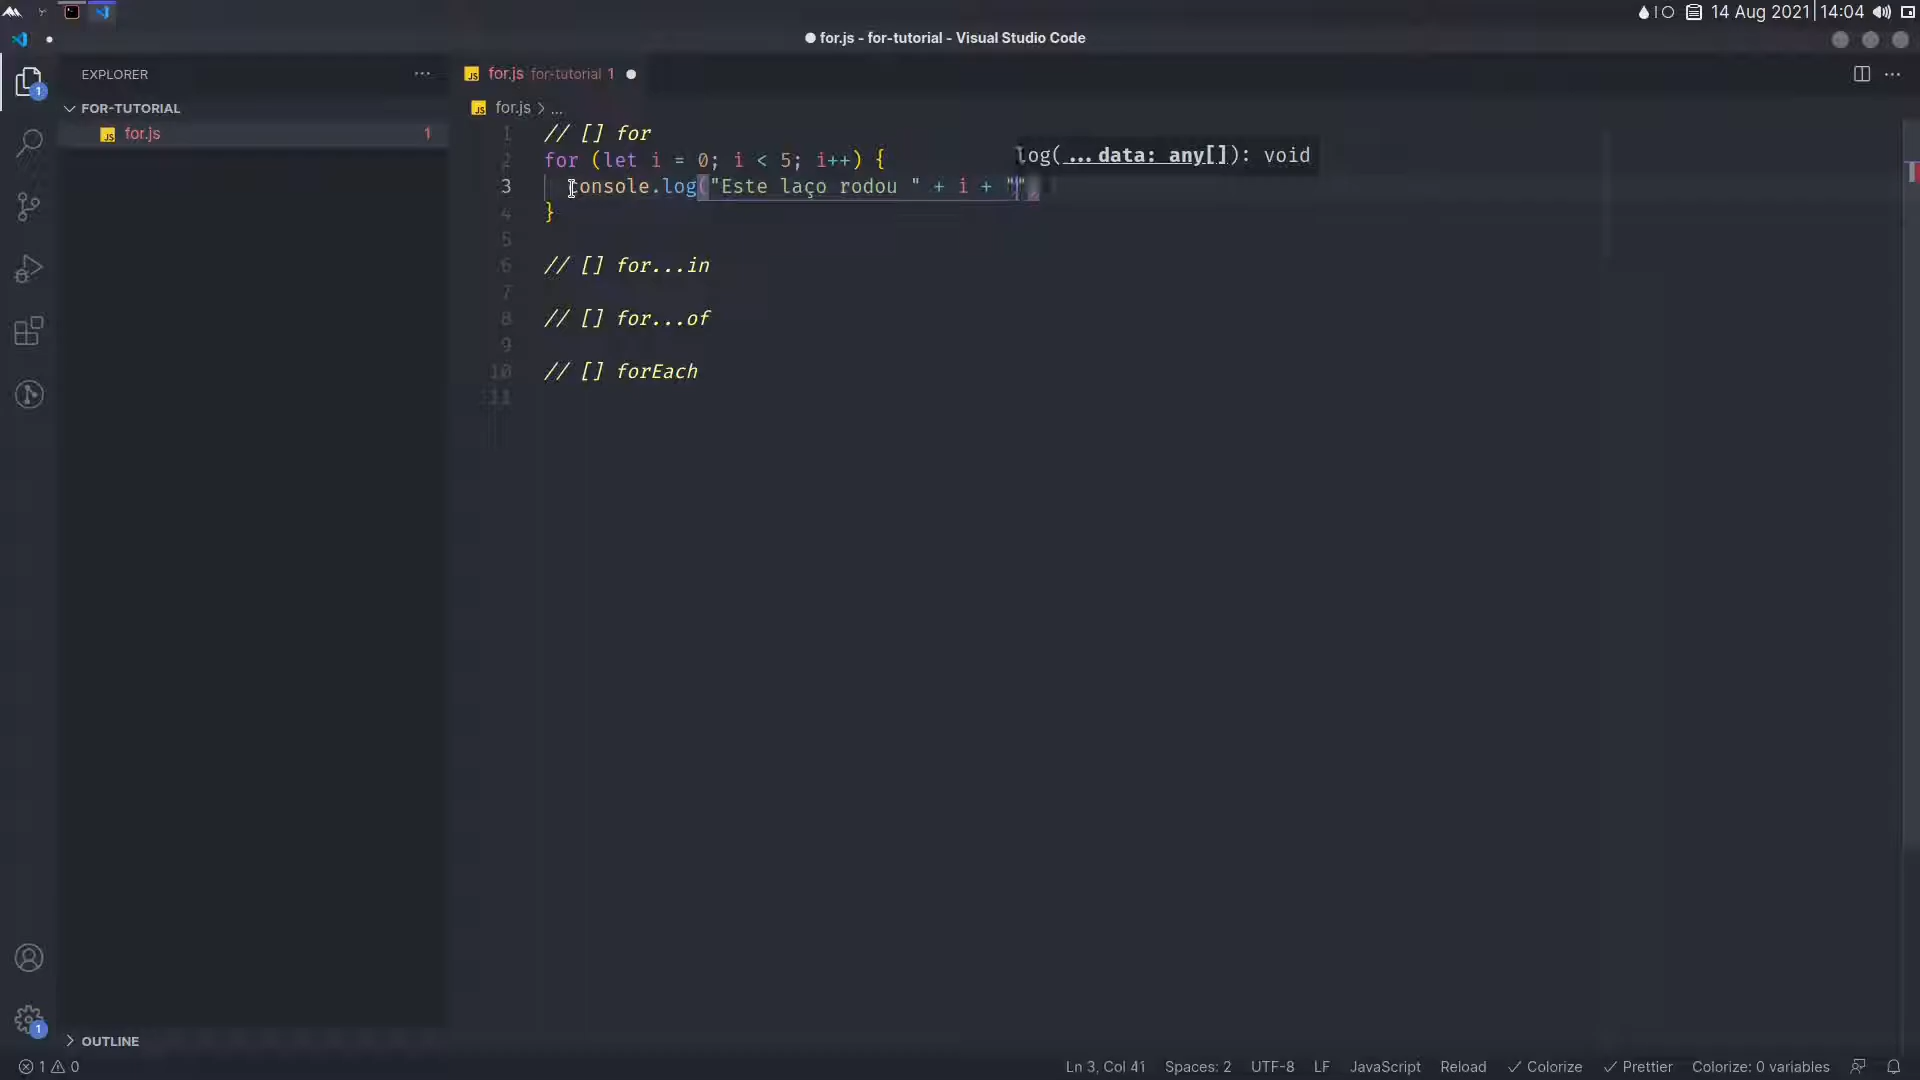 14 Aug 2021 14:04
● for.js - for-tutorial - Visual Studio Code
EXPLORER
for.js for-tutorial 1 ●
FOR-TUTORIAL
for.js > ...
for.js 1
1 // [] for
2 for (let i = 0; i < 5; i++) {
log(...data: any[]): void
3 console.log("Este laço rodou " + i + "")
4 }
5
6 // [] for...in
7
8 // [] for...of
9
10 // [] forEach
11
1
1
OUTLINE
1 0 Ln 3, Col 41 Spaces: 2 UTF-8 LF JavaScript Reload ✓ Colorize ✓ Prettier Colorize: 0 variables